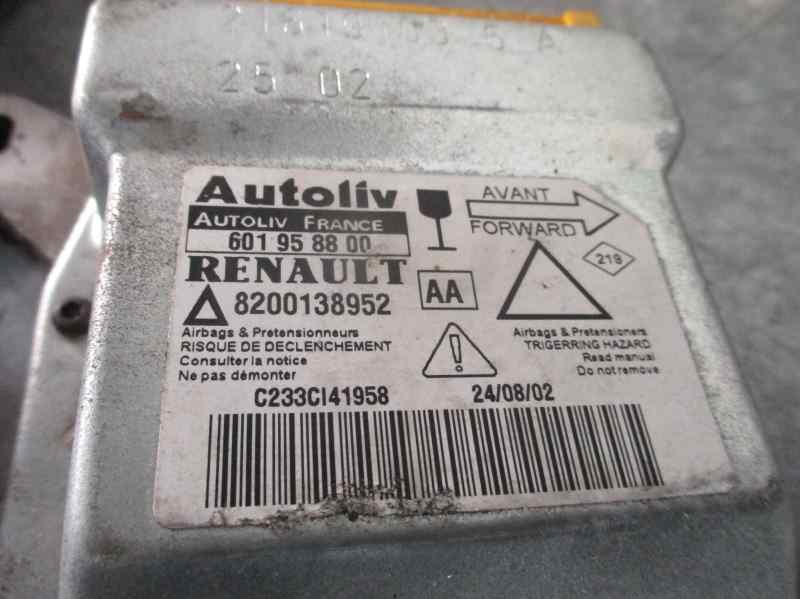 25 02
Autoliv
AUTOLIV FRANCE
601 95 88 00
RENAULT
8200138952
AA
AVANT
FORWARD
219
Airbags & Pretensionneurs
RISQUE DE DECLENCHEMENT
Consulter la notice
Ne pas démonter
Airbags & Pretensioners
TRIGERRING HAZARD
Read manual
Do not remove
C233CI41958
24/08/02